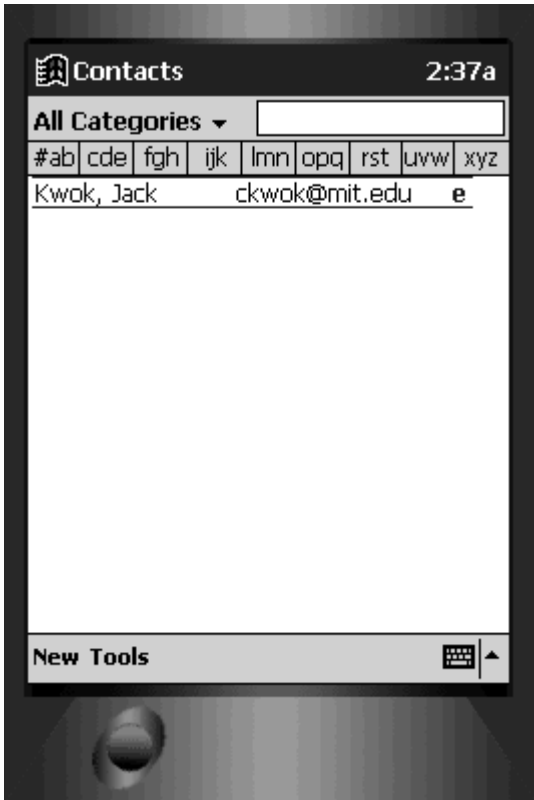 Contacts 2:37a
All Categories
#ab cde fgh ijk lmn opq rst uvw xyz
Kwok, Jack ckwok@mit.edu e
New Tools